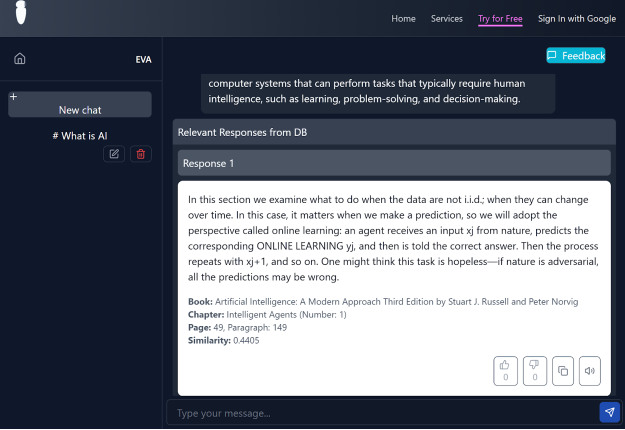 Home Services Try for Free Sign In with Google
EVA
Feedback
+
New chat
# What is AI
computer systems that can perform tasks that typically require human
intelligence, such as learning, problem-solving, and decision-making.
Relevant Responses from DB
Response 1
In this section we examine what to do when the data are not i.i.d.; when they can change
over time. In this case, it matters when we make a prediction, so we will adopt the
perspective called online learning: an agent receives an input xj from nature, predicts the
corresponding ONLINE LEARNING yj, and then is told the correct answer. Then the process
repeats with xj+1, and so on. One might think this task is hopeless—if nature is adversarial,
all the predictions may be wrong.
Book: Artificial Intelligence: A Modern Approach Third Edition by Stuart J. Russell and Peter Norvig
Chapter: Intelligent Agents (Number: 1)
Page: 49, Paragraph: 149
Similarity: 0.4405
0 0
Type your message...